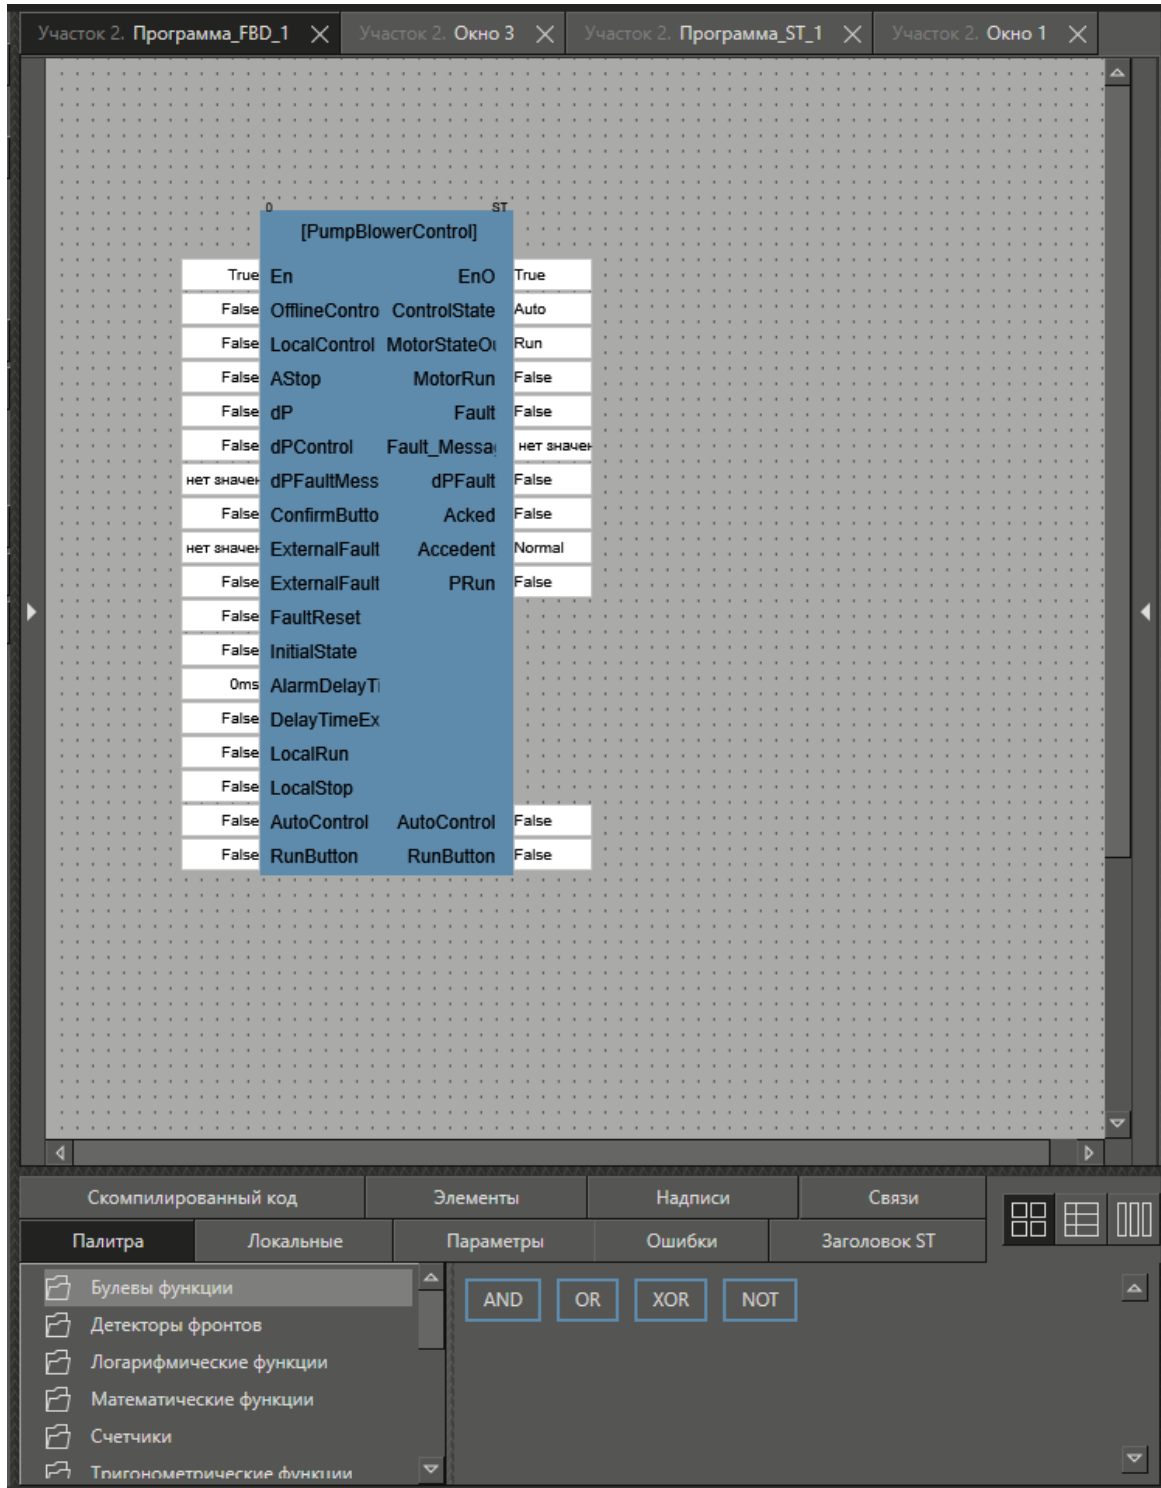 Участок 2. Программа_FBD_1 Участок 2. Окно 3 Участок 2. Программа_ST_1 Участок 2. Окно 1
0 ST
[PumpBlowerControl]
True En EnO True
False OfflineContro ControlState Auto
False LocalControl MotorStateOu Run
False AStop MotorRun False
False dP Fault False
False dPControl Fault_Messag нет значен
нет значен dPFaultMess dPFault False
False ConfirmButto Acked False
нет значен ExternalFault Accedent Normal
False ExternalFault PRun False
False FaultReset
False InitialState
0ms AlarmDelayTi
False DelayTimeEx
False LocalRun
False LocalStop
False AutoControl AutoControl False
False RunButton RunButton False
Скомпилированный код Элементы Надписи Связи
Палитра Локальные Параметры Ошибки Заголовок ST
Булевы функции
AND OR XOR NOT
Детекторы фронтов
Логарифмические функции
Математические функции
Счетчики
Тригонометрические функции